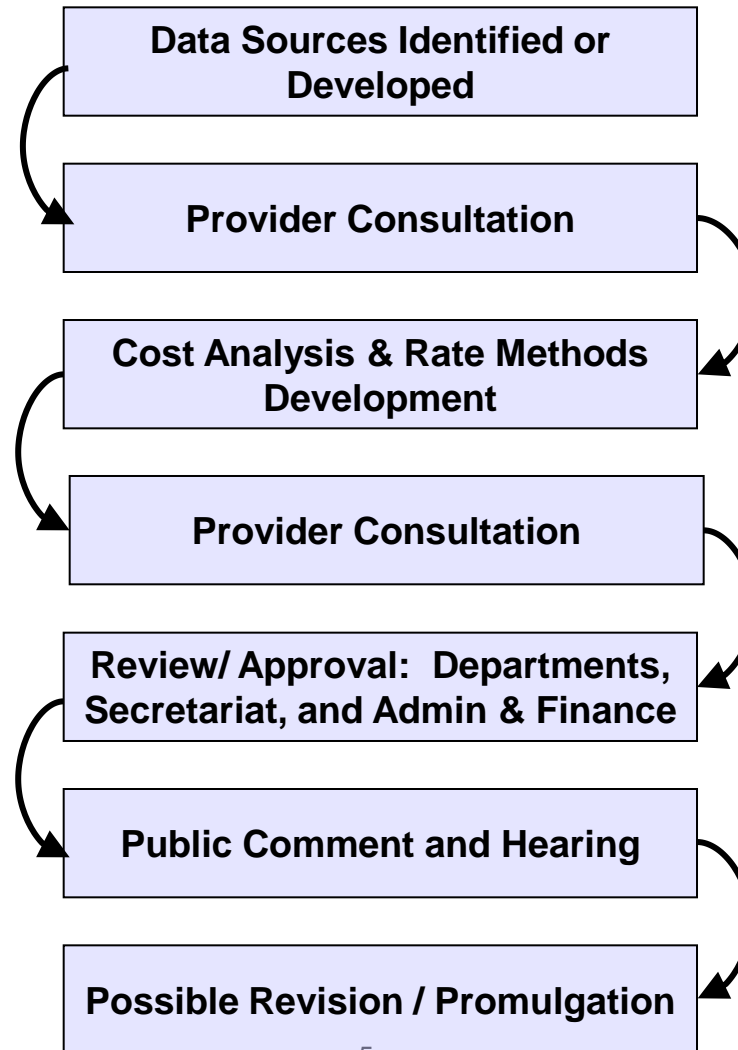 Data Sources Identified or
Developed
Provider Consultation
Cost Analysis & Rate Methods
Development
Provider Consultation
Review/ Approval:  Departments,
Secretariat, and Admin & Finance
Public Comment and Hearing
Possible Revision / Promulgation